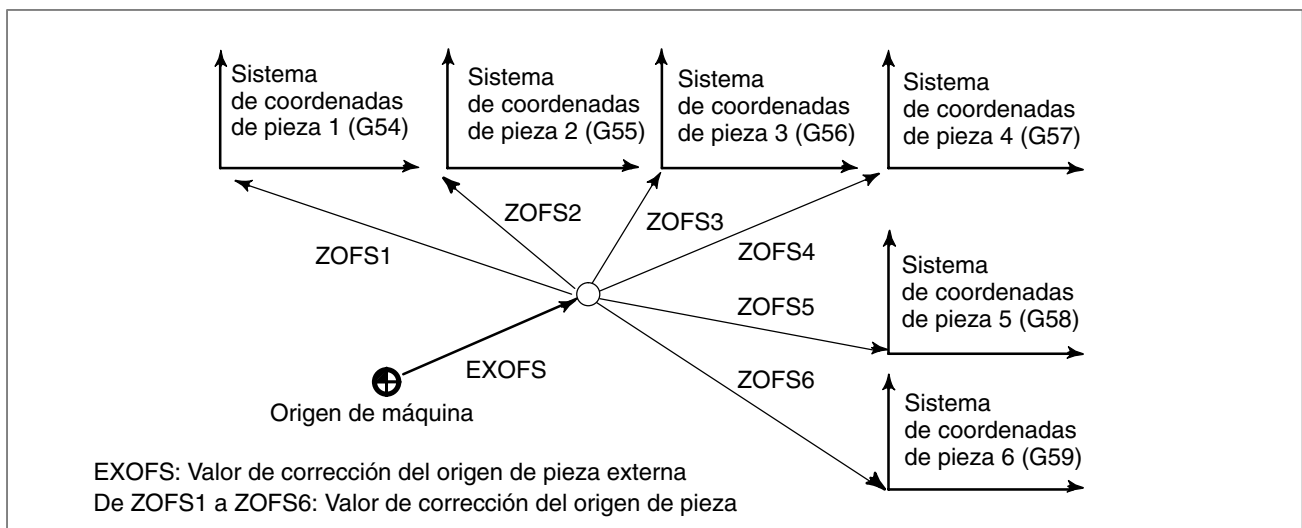 Sistema
de coordenadas
de pieza 1 (G54)
Sistema
de coordenadas
de pieza 2 (G55)
Sistema
de coordenadas
de pieza 3 (G56)
Sistema
de coordenadas
de pieza 4 (G57)
ZOFS1
ZOFS2
ZOFS3
ZOFS4
ZOFS5
ZOFS6
Sistema
de coordenadas
de pieza 5 (G58)
Sistema
de coordenadas
de pieza 6 (G59)
EXOFS
Origen de máquina
EXOFS: Valor de corrección del origen de pieza externa
De ZOFS1 a ZOFS6: Valor de corrección del origen de pieza